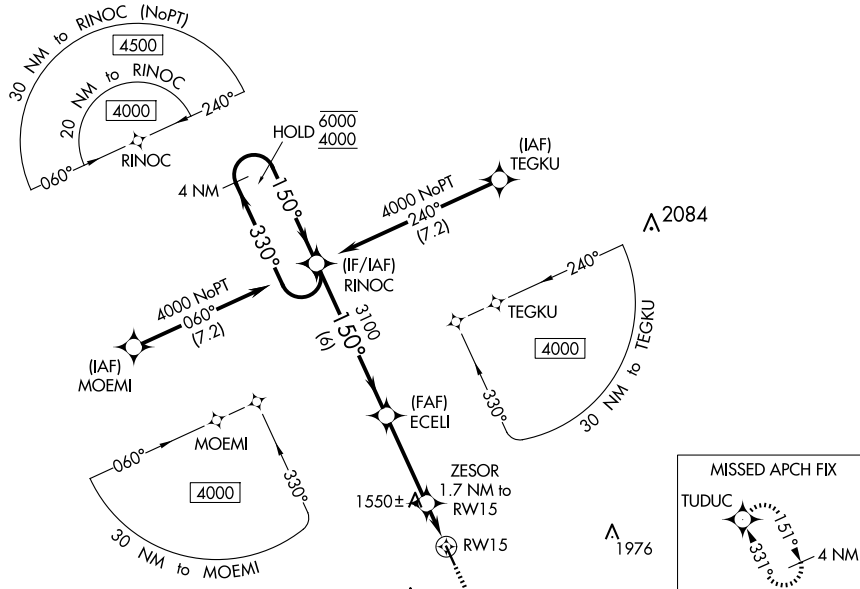 30 NM to RINOC (NoPT)
4500
20 NM to RINOC
4000
060°
240°
RINOC
HOLD 6000
4000
4 NM
150°
330°
(IAF)
TEGKU
4000 NoPT
240°
(7.2)
2084
(IF/IAF)
RINOC
4000 NoPT
060°
(7.2)
(IAF)
MOEMI
3100
150°
(6)
240°
TEGKU
4000
330°
30 NM to TEGKU
(FAF)
ECELI
060°
MOEMI
330°
4000
30 NM to MOEMI
ZESOR
1.7 NM to
RW15
1550±
RW15
1976
MISSED APCH FIX
TUDUC
151°
331°
4 NM